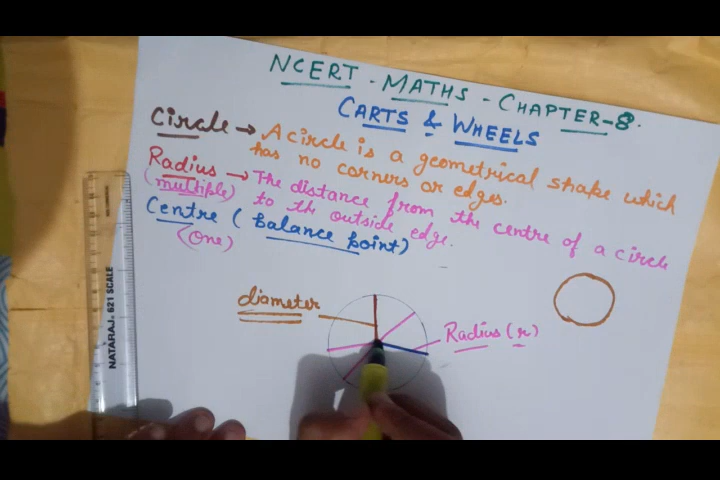 NCERT - MATHS - CHAPTER-8.
CARTS & WHEELS
Circle → A circle is a geometrical shape which
has no corners or edges.
Radius → The distance from the centre of a circle
(multiple) to the outside edge.
Centre (balance point)
(One)
diameter
Radius (r)
NATARAJ. 621 SCALE